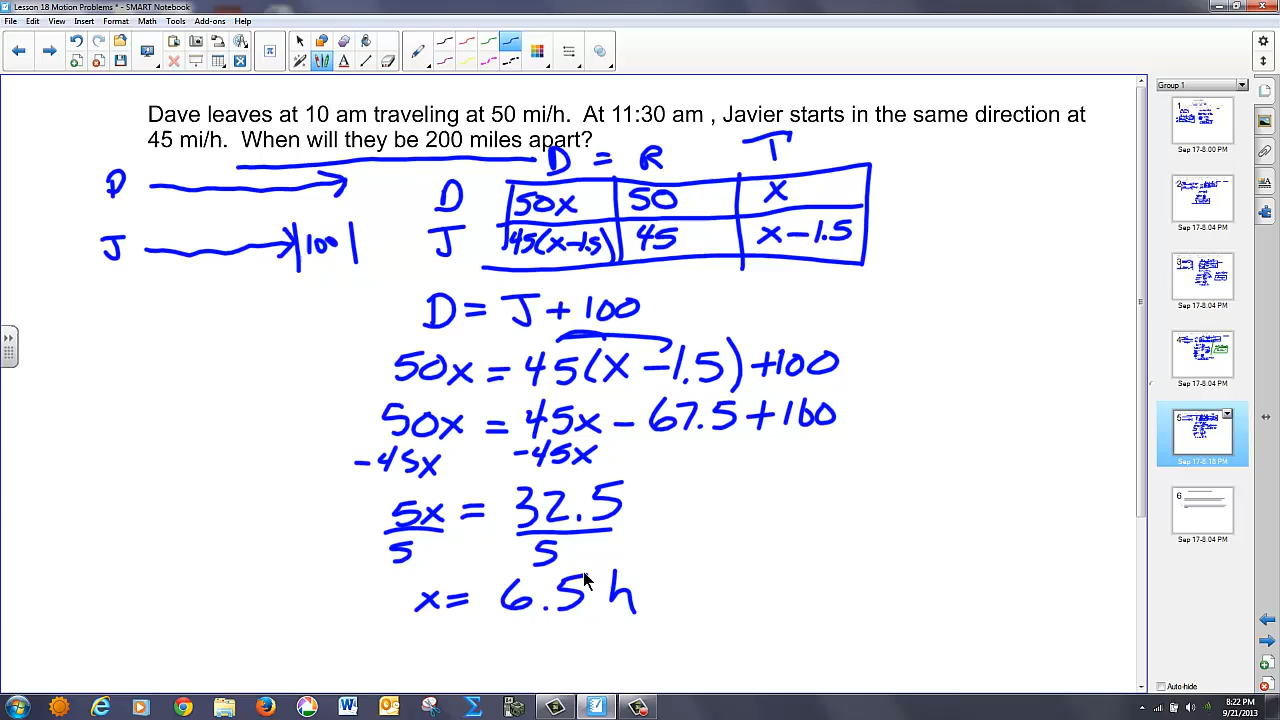 Lesson 18 Motion Problems * - SMART Notebook
File Edit View Insert Format Math Tools Add-ons Help
Dave leaves at 10 am traveling at 50 mi/h. At 11:30 am , Javier starts in the same direction at
45 mi/h. When will they be 200 miles apart?
D = R T
D
D 50x 50 x
J 100
J 45(x-1.5) 45 x-1.5
D = J + 100
50x = 45(x-1.5)+100
50x = 45x - 67.5 + 100
-45x -45x
5x = 32.5
5 5
x = 6.5 h
Group 1
1
Sep 17-8:00 PM
2
Sep 17-8:04 PM
3
Sep 17-8:04 PM
4
Sep 17-8:04 PM
5
Sep 17-8:18 PM
6
Sep 17-8:04 PM
Auto-hide
8:22 PM
9/21/2013